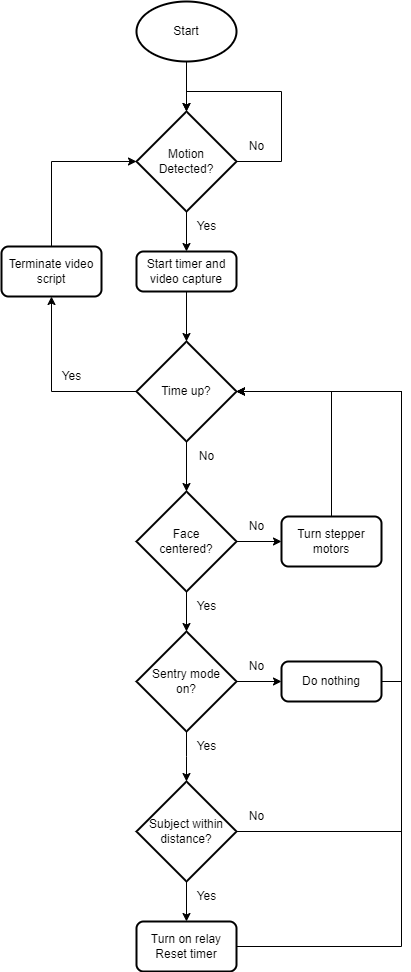 Start
Motion
Detected?
No
Yes
Terminate video
script
Start timer and
video capture
Yes
Time up?
No
Face
centered?
No
Turn stepper
motors
Yes
Sentry mode
on?
No
Do nothing
Yes
Subject within
distance?
No
Yes
Turn on relay
Reset timer